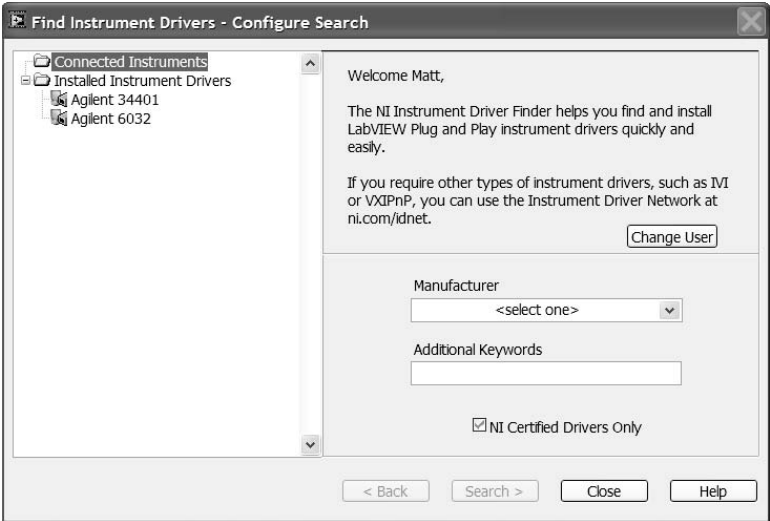 Find Instrument Drivers - Configure Search
Connected Instruments
Installed Instrument Drivers
Agilent 34401
Agilent 6032
Welcome Matt,
The NI Instrument Driver Finder helps you find and install
LabVIEW Plug and Play instrument drivers quickly and
easily.
If you require other types of instrument drivers, such as IVI
or VXIPnP, you can use the Instrument Driver Network at
ni.com/idnet.
Change User
Manufacturer
<select one>
Additional Keywords
NI Certified Drivers Only
< Back
Search >
Close
Help